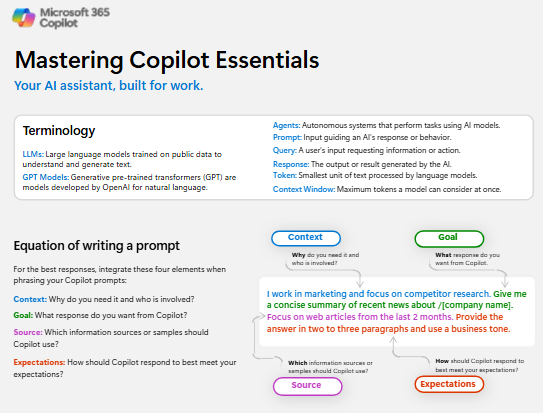 Microsoft 365
Copilot
Mastering Copilot Essentials
Your AI assistant, built for work.
Terminology
LLMs: Large language models trained on public data to
understand and generate text.
GPT Models: Generative pre-trained transformers (GPT) are
models developed by OpenAI for natural language.
Agents: Autonomous systems that perform tasks using AI models.
Prompt: Input guiding an AI's response or behavior.
Query: A user's input requesting information or action.
Response: The output or result generated by the AI.
Token: Smallest unit of text processed by language models.
Context Window: Maximum tokens a model can consider at once.
Equation of writing a prompt
For the best responses, integrate these four elements when
phrasing your Copilot prompts:
Context: Why do you need it and who is involved?
Goal: What response do you want from Copilot?
Source: Which information sources or samples should
Copilot use?
Expectations: How should Copilot respond to best meet your
expectations?
Context
Why do you need it and
who is involved?
Goal
What response do you
want from Copilot.
I work in marketing and focus on competitor research. Give me
a concise summary of recent news about /[company name].
Focus on web articles from the last 2 months. Provide the
answer in two to three paragraphs and use a business tone.
Which information sources or
samples should Copilot use?
Source
How should Copilot respond to
best meet your expectations?
Expectations